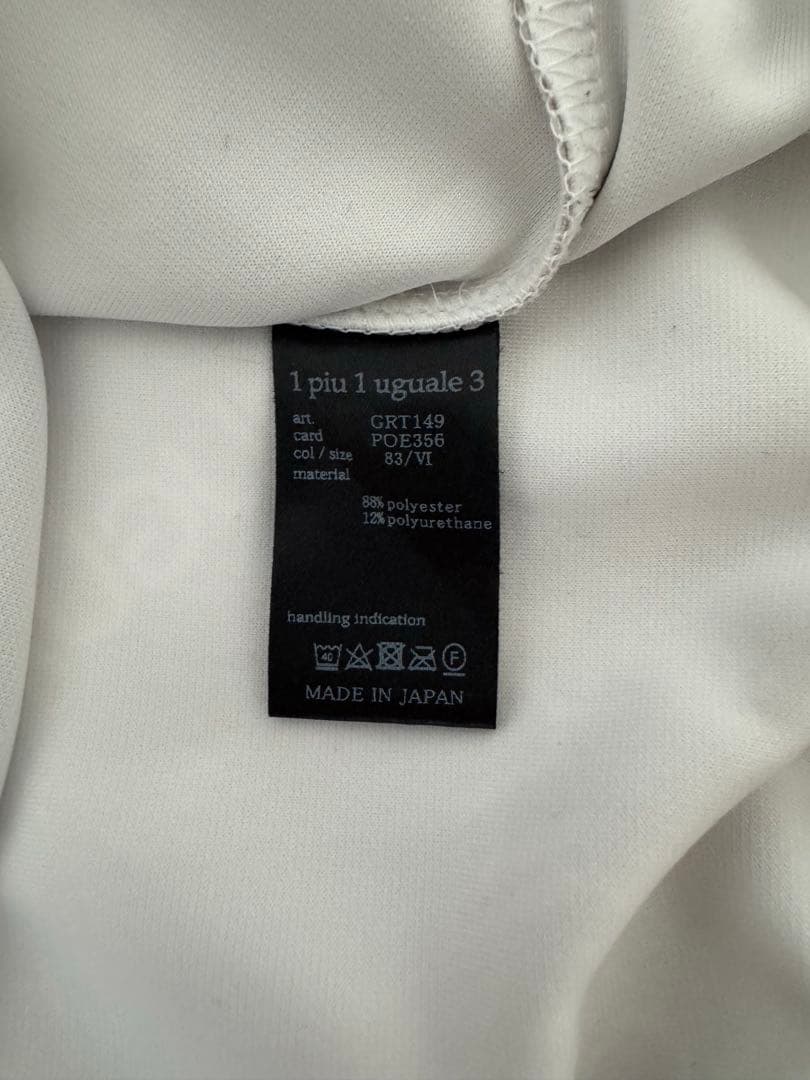 1 piu 1 uguale 3
art. GRT149
card POE356
col / size 83/VI
material
88% polyester
12% polyurethane
handling indication
40 F
MADE IN JAPAN